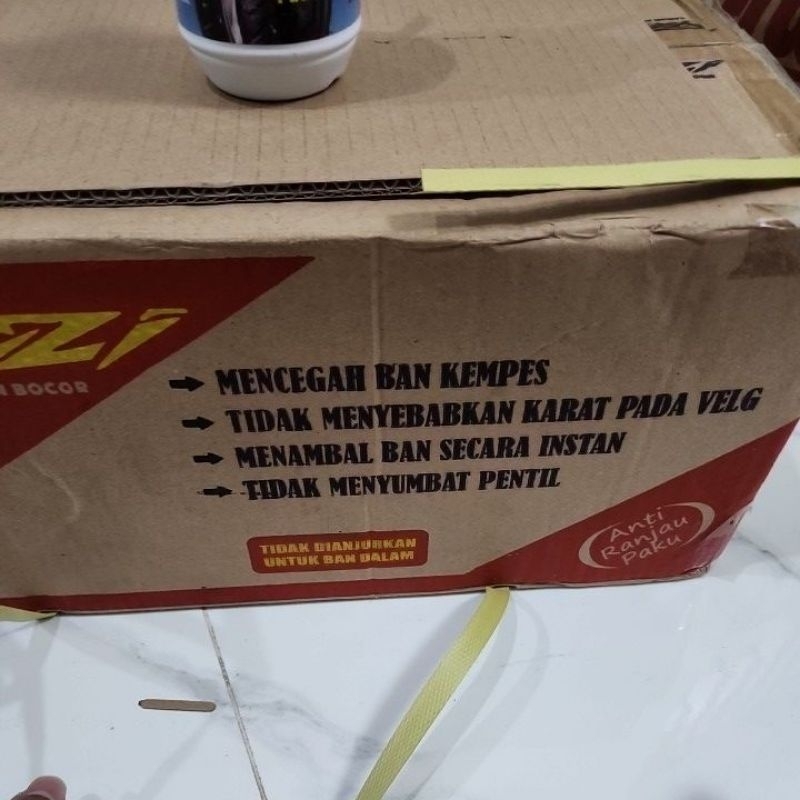 BOCOR
MENCEGAH BAN KEMPES
TIDAK MENYEBABKAN KARAT PADA VELG
MENAMBAL BAN SECARA INSTAN
TIDAK MENYUMBAT PENTIL
TIDAK DIANJURKAN
UNTUK BAN DALAM
Anti
Ranjau
Paku